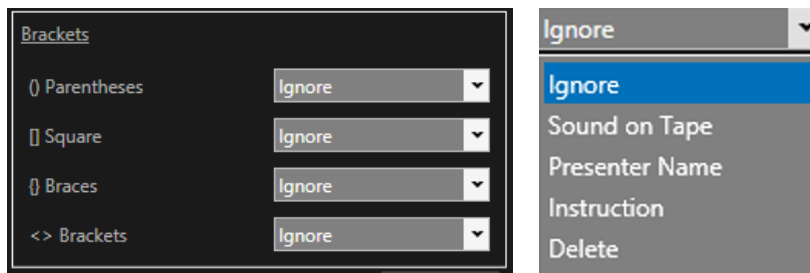 Brackets
() Parentheses Ignore
[] Square Ignore
{} Braces Ignore
<> Brackets Ignore
Ignore
Ignore
Sound on Tape
Presenter Name
Instruction
Delete